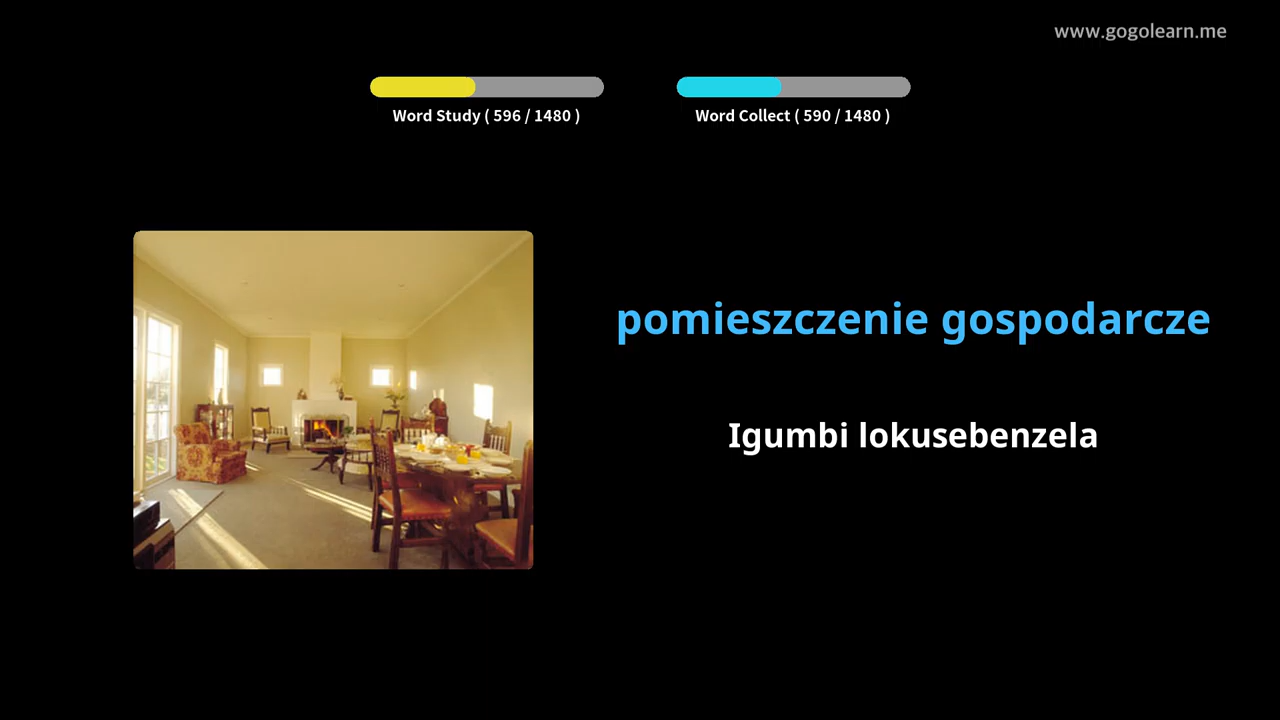 www.gogolearn.me
Word Study ( 596 / 1480 )
Word Collect ( 590 / 1480 )
pomieszczenie gospodarcze
Igumbi lokusebenzela